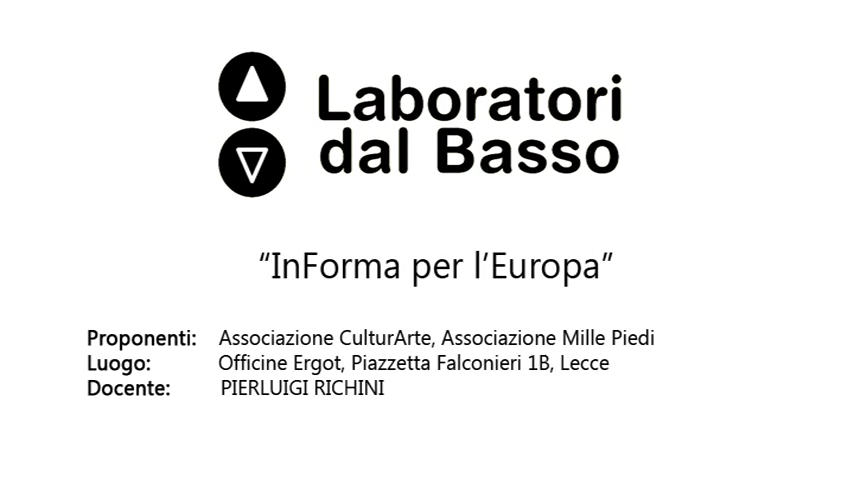 Laboratori
dal Basso
“InForma per l’Europa”
Proponenti: Associazione CulturArte, Associazione Mille Piedi
Luogo: Officine Ergot, Piazzetta Falconieri 1B, Lecce
Docente: PIERLUIGI RICHINI